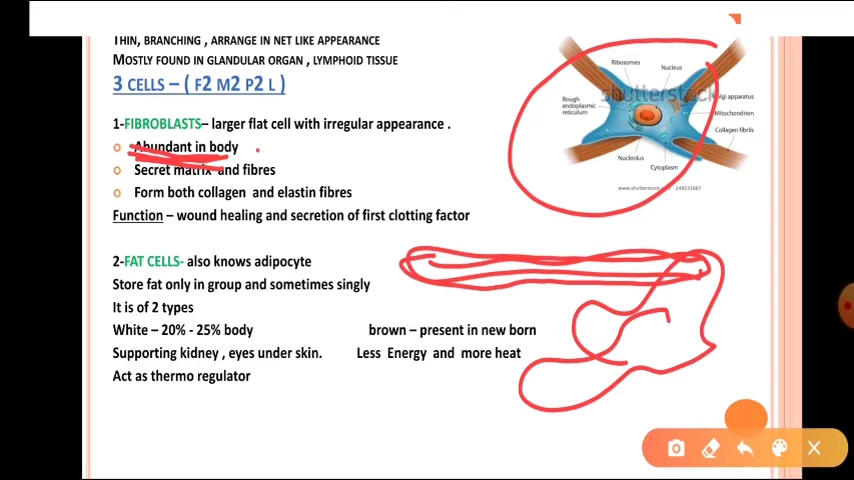 THIN, BRANCHING , ARRANGE IN NET LIKE APPEARANCE
MOSTLY FOUND IN GLANDULAR ORGAN , LYMPHOID TISSUE
3 CELLS – ( F2 M2 P2 L )
1-FIBROBLASTS– larger flat cell with irregular appearance .
Abundant in body
Secret matrix and fibres
Form both collagen and elastin fibres
Function – wound healing and secretion of first clotting factor
2-FAT CELLS- also knows adipocyte
Store fat only in group and sometimes singly
It is of 2 types
White – 20% - 25% body brown – present in new born
Supporting kidney , eyes under skin. Less Energy and more heat
Act as thermo regulator
Ribosomes
Nucleus
shutterstock
Rough
endoplasmic
reticulum
lgi apparatus
Mitochondrion
Collagen fibrils
Nucleolus
Cytoplasm
www.shutterstock.com